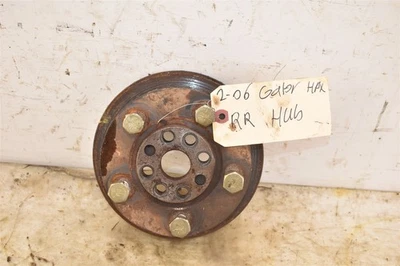 2-06 Gator HPX
RR Hub